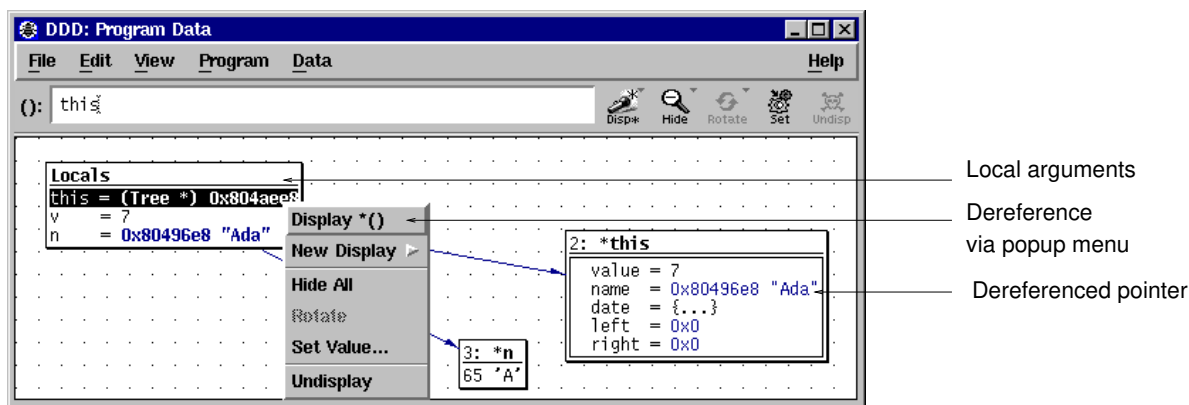 DDD: Program Data
File Edit View Program Data Help
(): this
Disp* Hide Rotate Set Undisp
Locals
this = (Tree *) 0x804aee8
v = 7
n = 0x80496e8 "Ada"
Display *()
New Display
Hide All
Rotate
Set Value...
Undisplay
2: *this
value = 7
name = 0x80496e8 "Ada"
date = {...}
left = 0x0
right = 0x0
3: *n
65 'A'
Local arguments
Dereference
via popup menu
Dereferenced pointer